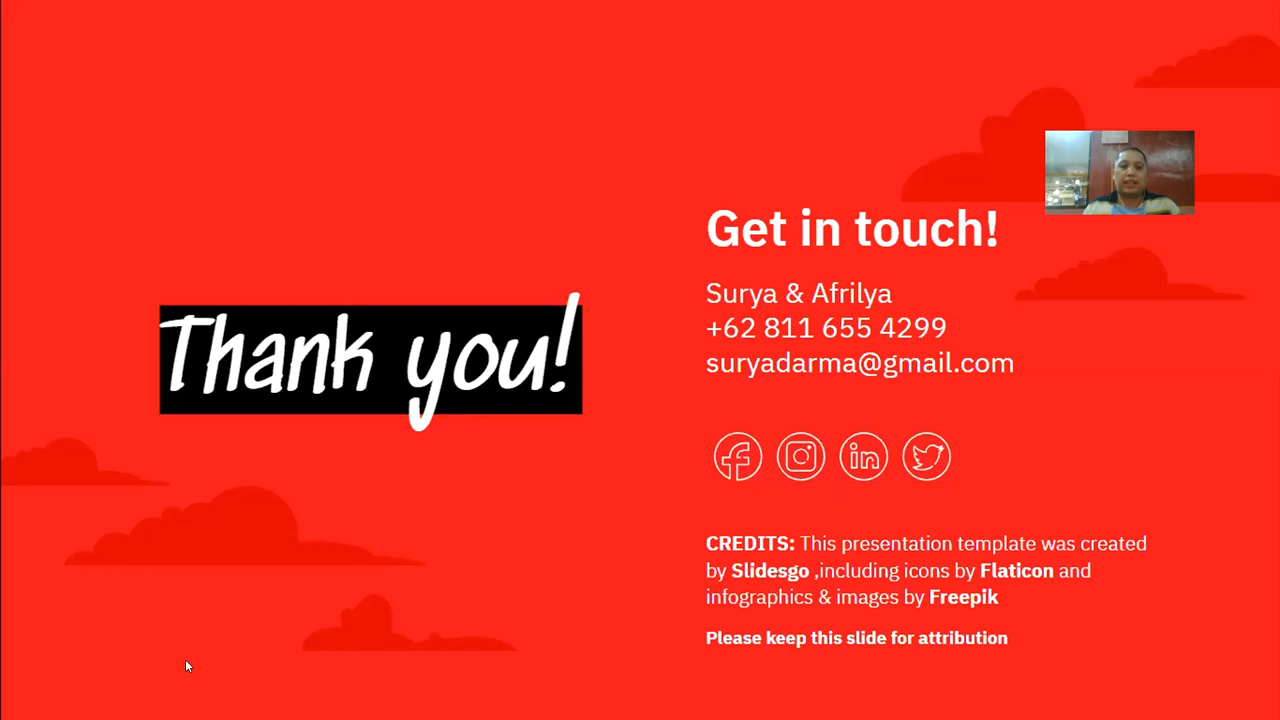 Thank you!
Get in touch!
Surya & Afrilya
+62 811 655 4299
suryadarma@gmail.com
CREDITS: This presentation template was created
by Slidesgo ,including icons by Flaticon and
infographics & images by Freepik
Please keep this slide for attribution